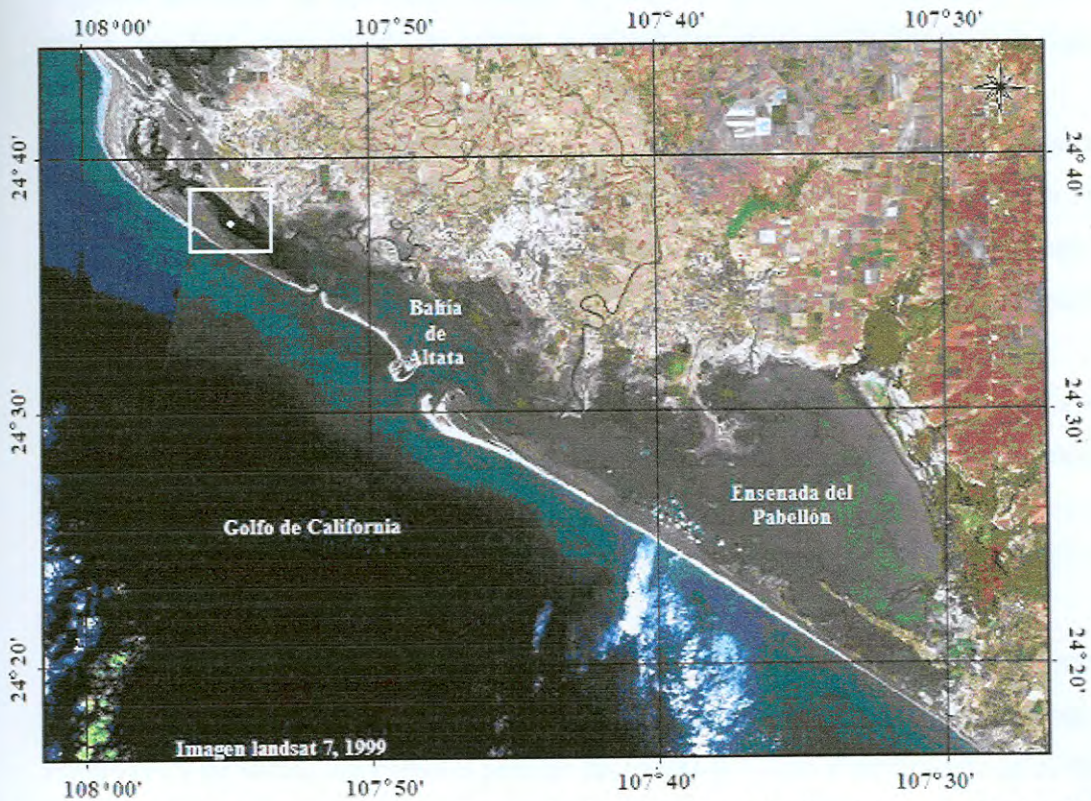 108°00' 107°50' 107°40' 107°30'
24°40' 24°40'
Bahía
de
Altata
24°30' 24°30'
Ensenada del
Pabellón
Golfo de California
24°20' 24°20'
Imagen landsat 7, 1999
108°00' 107°50' 107°40' 107°30'